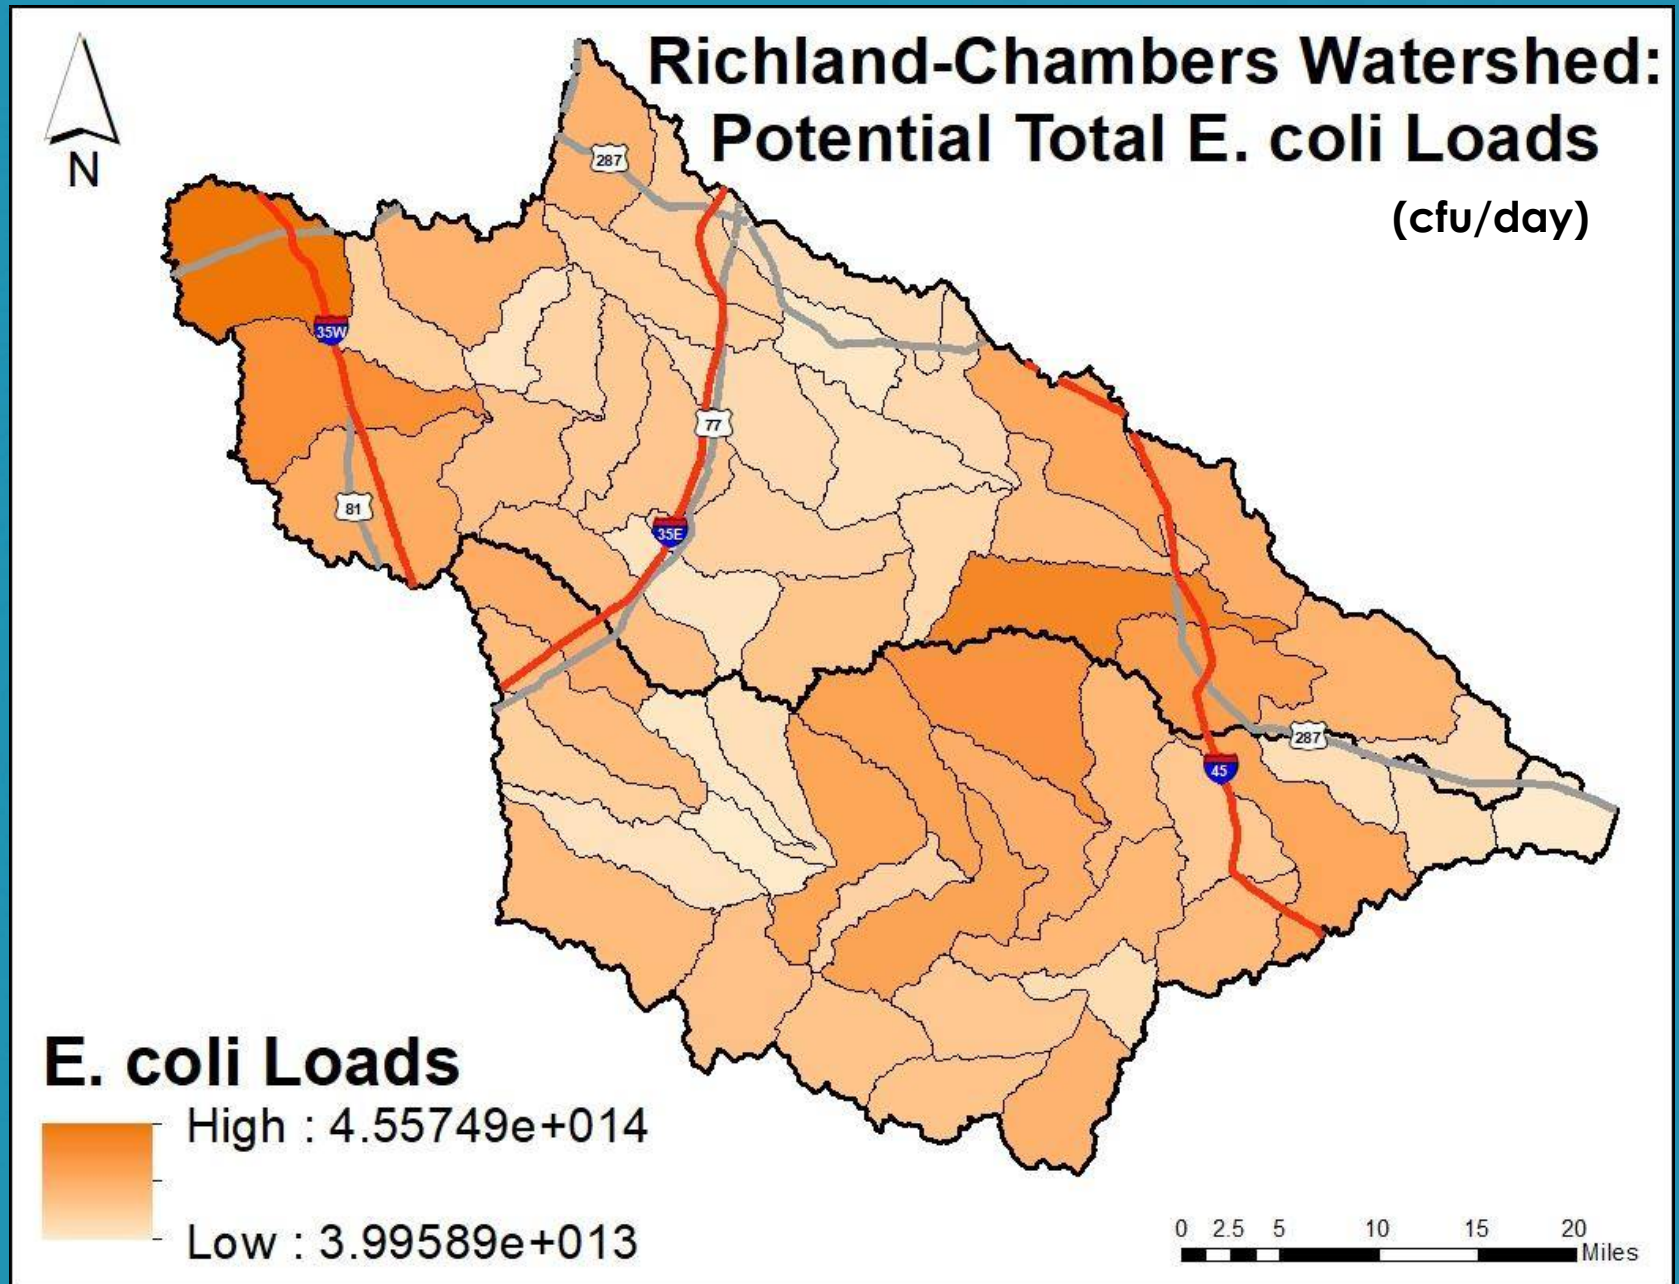 Richland-Chambers Watershed:
Potential Total E. coli Loads
(cfu/day)
N
287
35W
77
81
35E
287
45
E. coli Loads
High : 4.55749e+014
Low : 3.99589e+013
0 2.5 5 10 15 20
Miles